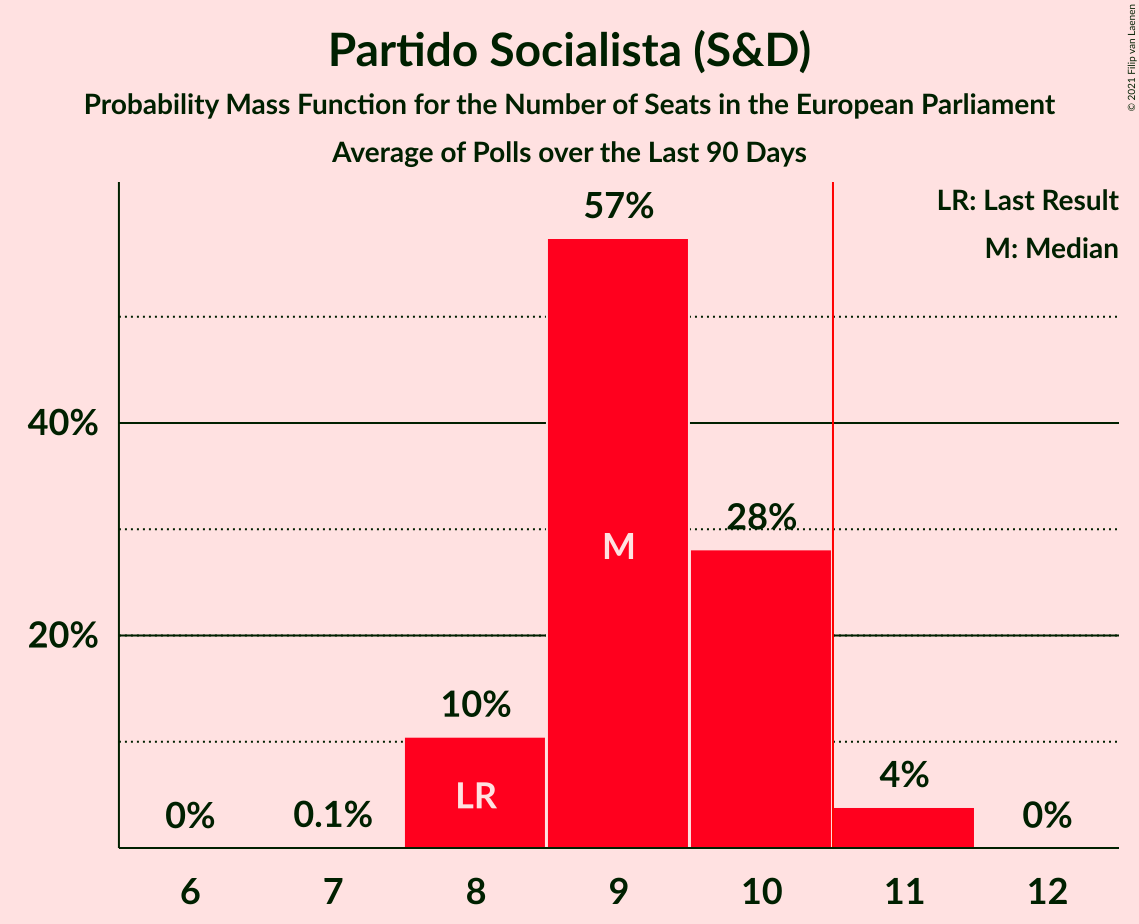 Partido Socialista (S&D)
Probability Mass Function for the Number of Seats in the European Parliament
Average of Polls over the Last 90 Days
© 2021 Filip van Laenen
LR: Last Result
M: Median
57%
40%
28%
M
20%
10%
4%
LR
0%
0.1%
0%
6
7
8
9
10
11
12